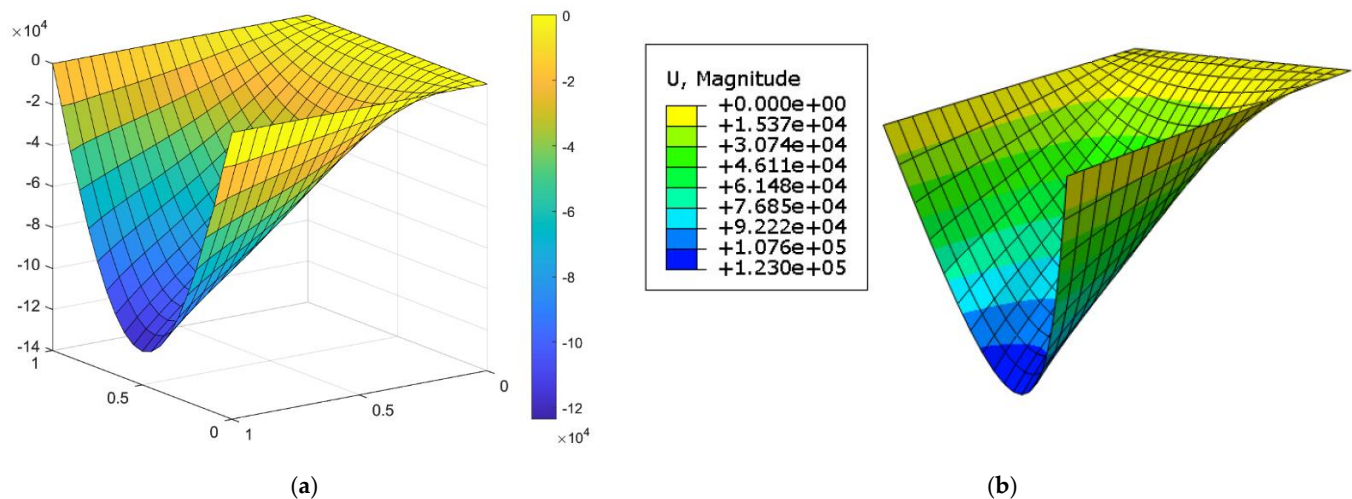 ×10⁴
0
-2
-4
-6
-8
-10
-12
-14
1
0.5
0
1
0.5
0
0
-2
-4
-6
-8
-10
-12
×10⁴
U, Magnitude
+0.000e+00
+1.537e+04
+3.074e+04
+4.611e+04
+6.148e+04
+7.685e+04
+9.222e+04
+1.076e+05
+1.230e+05
(a)
(b)